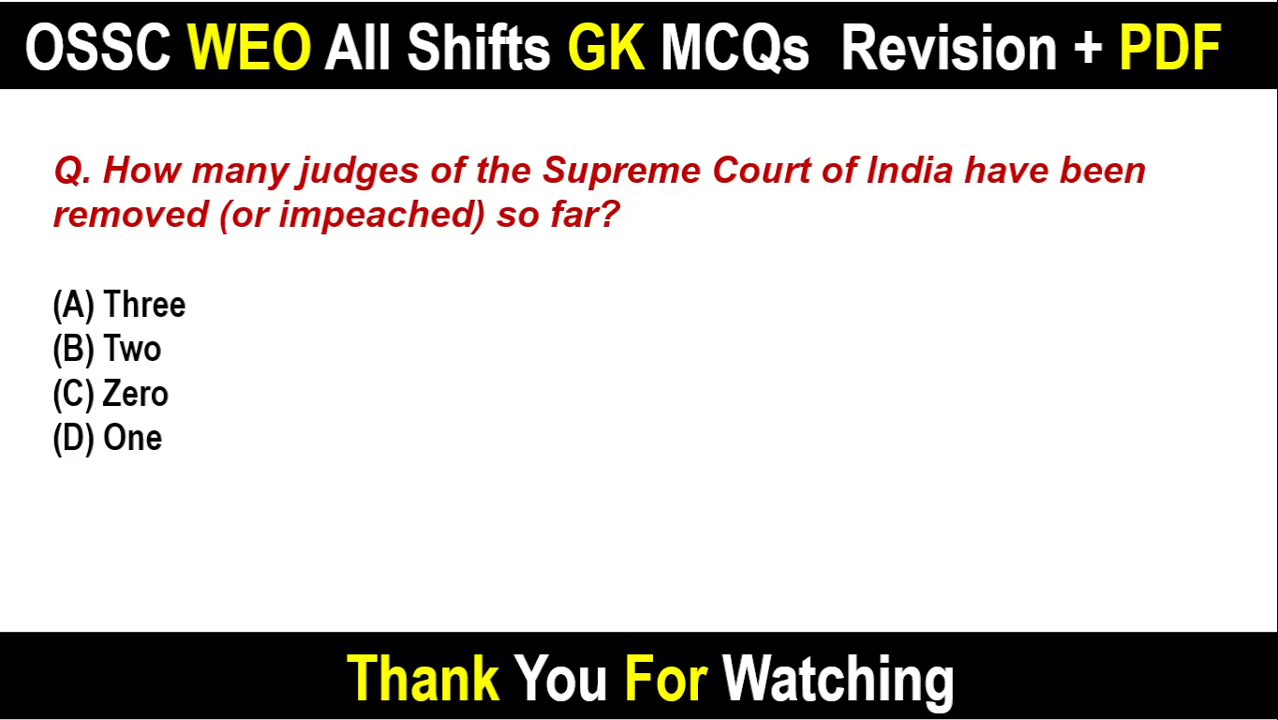 OSSC WEO All Shifts GK MCQs Revision + PDF
Q. How many judges of the Supreme Court of India have been
removed (or impeached) so far?
(A) Three
(B) Two
(C) Zero
(D) One
Thank You For Watching